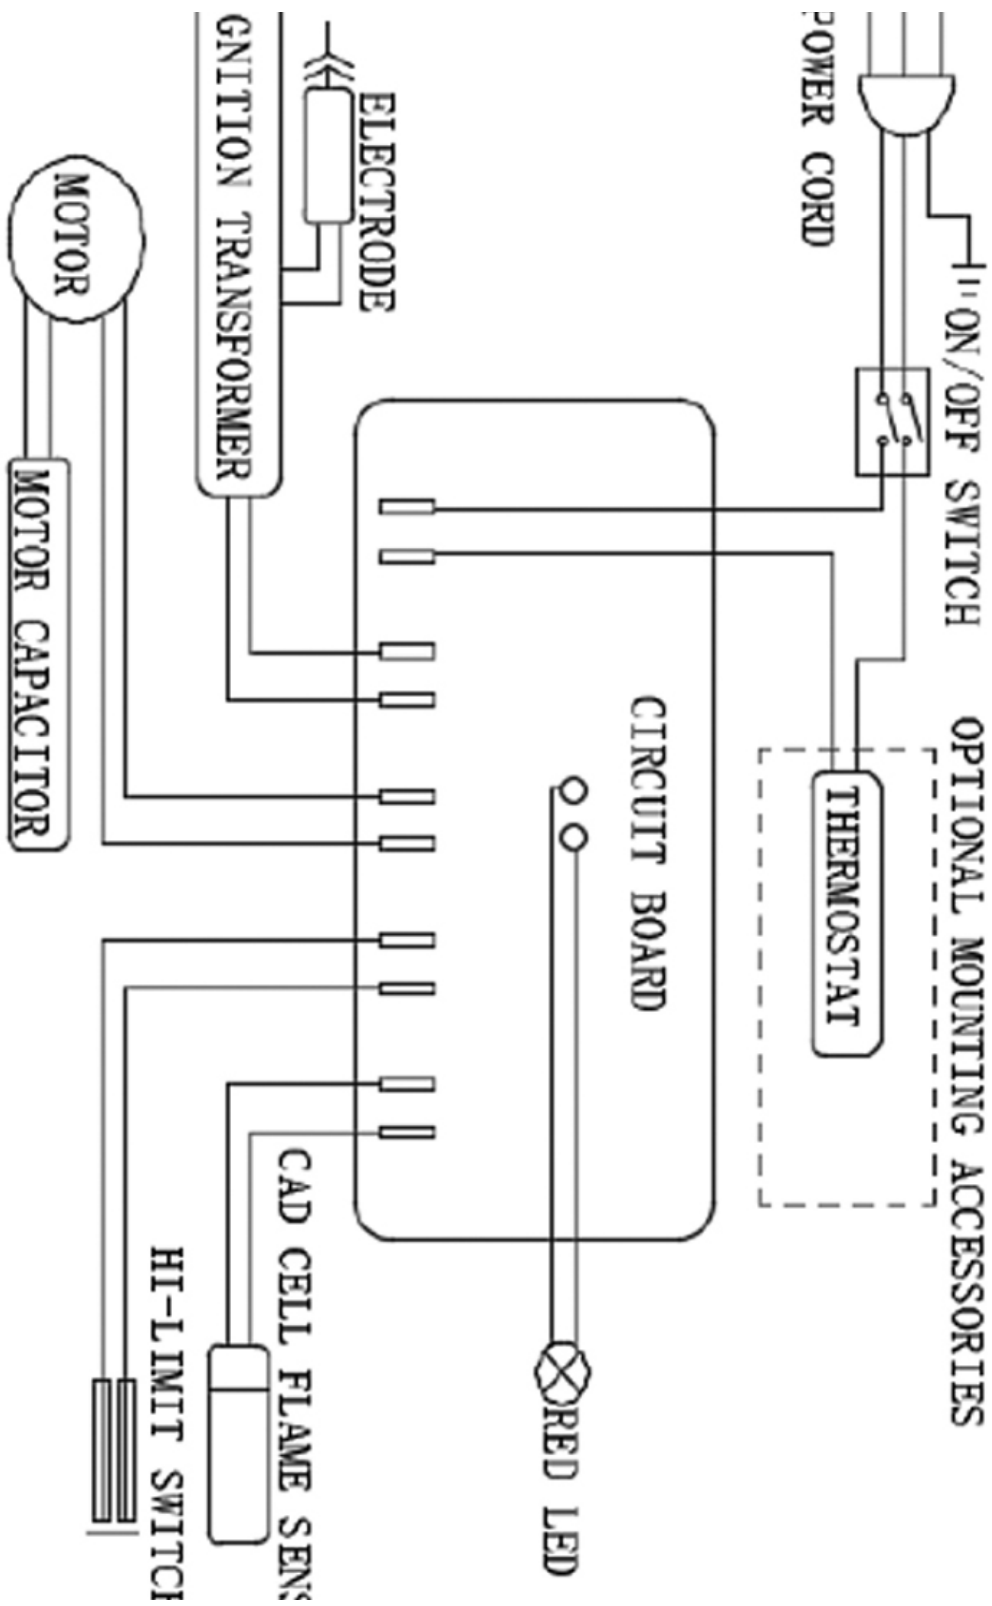 POWER CORD
ON/OFF SWITCH
OPTIONAL MOUNTING ACCESSORIES
THERMOSTAT
CIRCUIT BOARD
RED LED
ELECTRODE
GNITION TRANSFORMER
CAD CELL FLAME SENS
HI-LIMIT SWITCH
MOTOR
MOTOR CAPACITOR